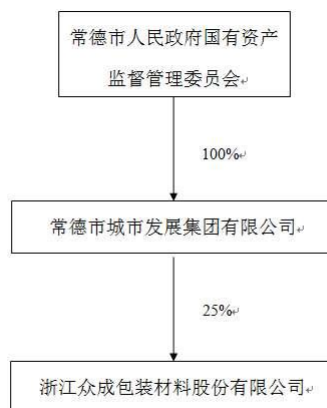 常德市人民政府国有资产
监督管理委员会
100%
常德市城市发展集团有限公司
25%
浙江众成包装材料股份有限公司